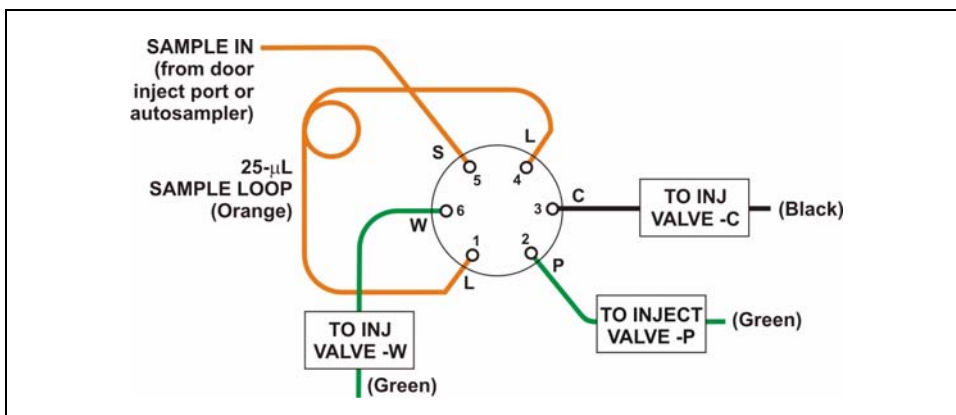 SAMPLE IN
(from door
inject port or
autosampler)
25-μL
SAMPLE LOOP
(Orange)
S
L
5
4
C
3
6
W
1
2
L
P
TO INJ
VALVE -C
(Black)
TO INJECT
VALVE -P
(Green)
TO INJ
VALVE -W
(Green)